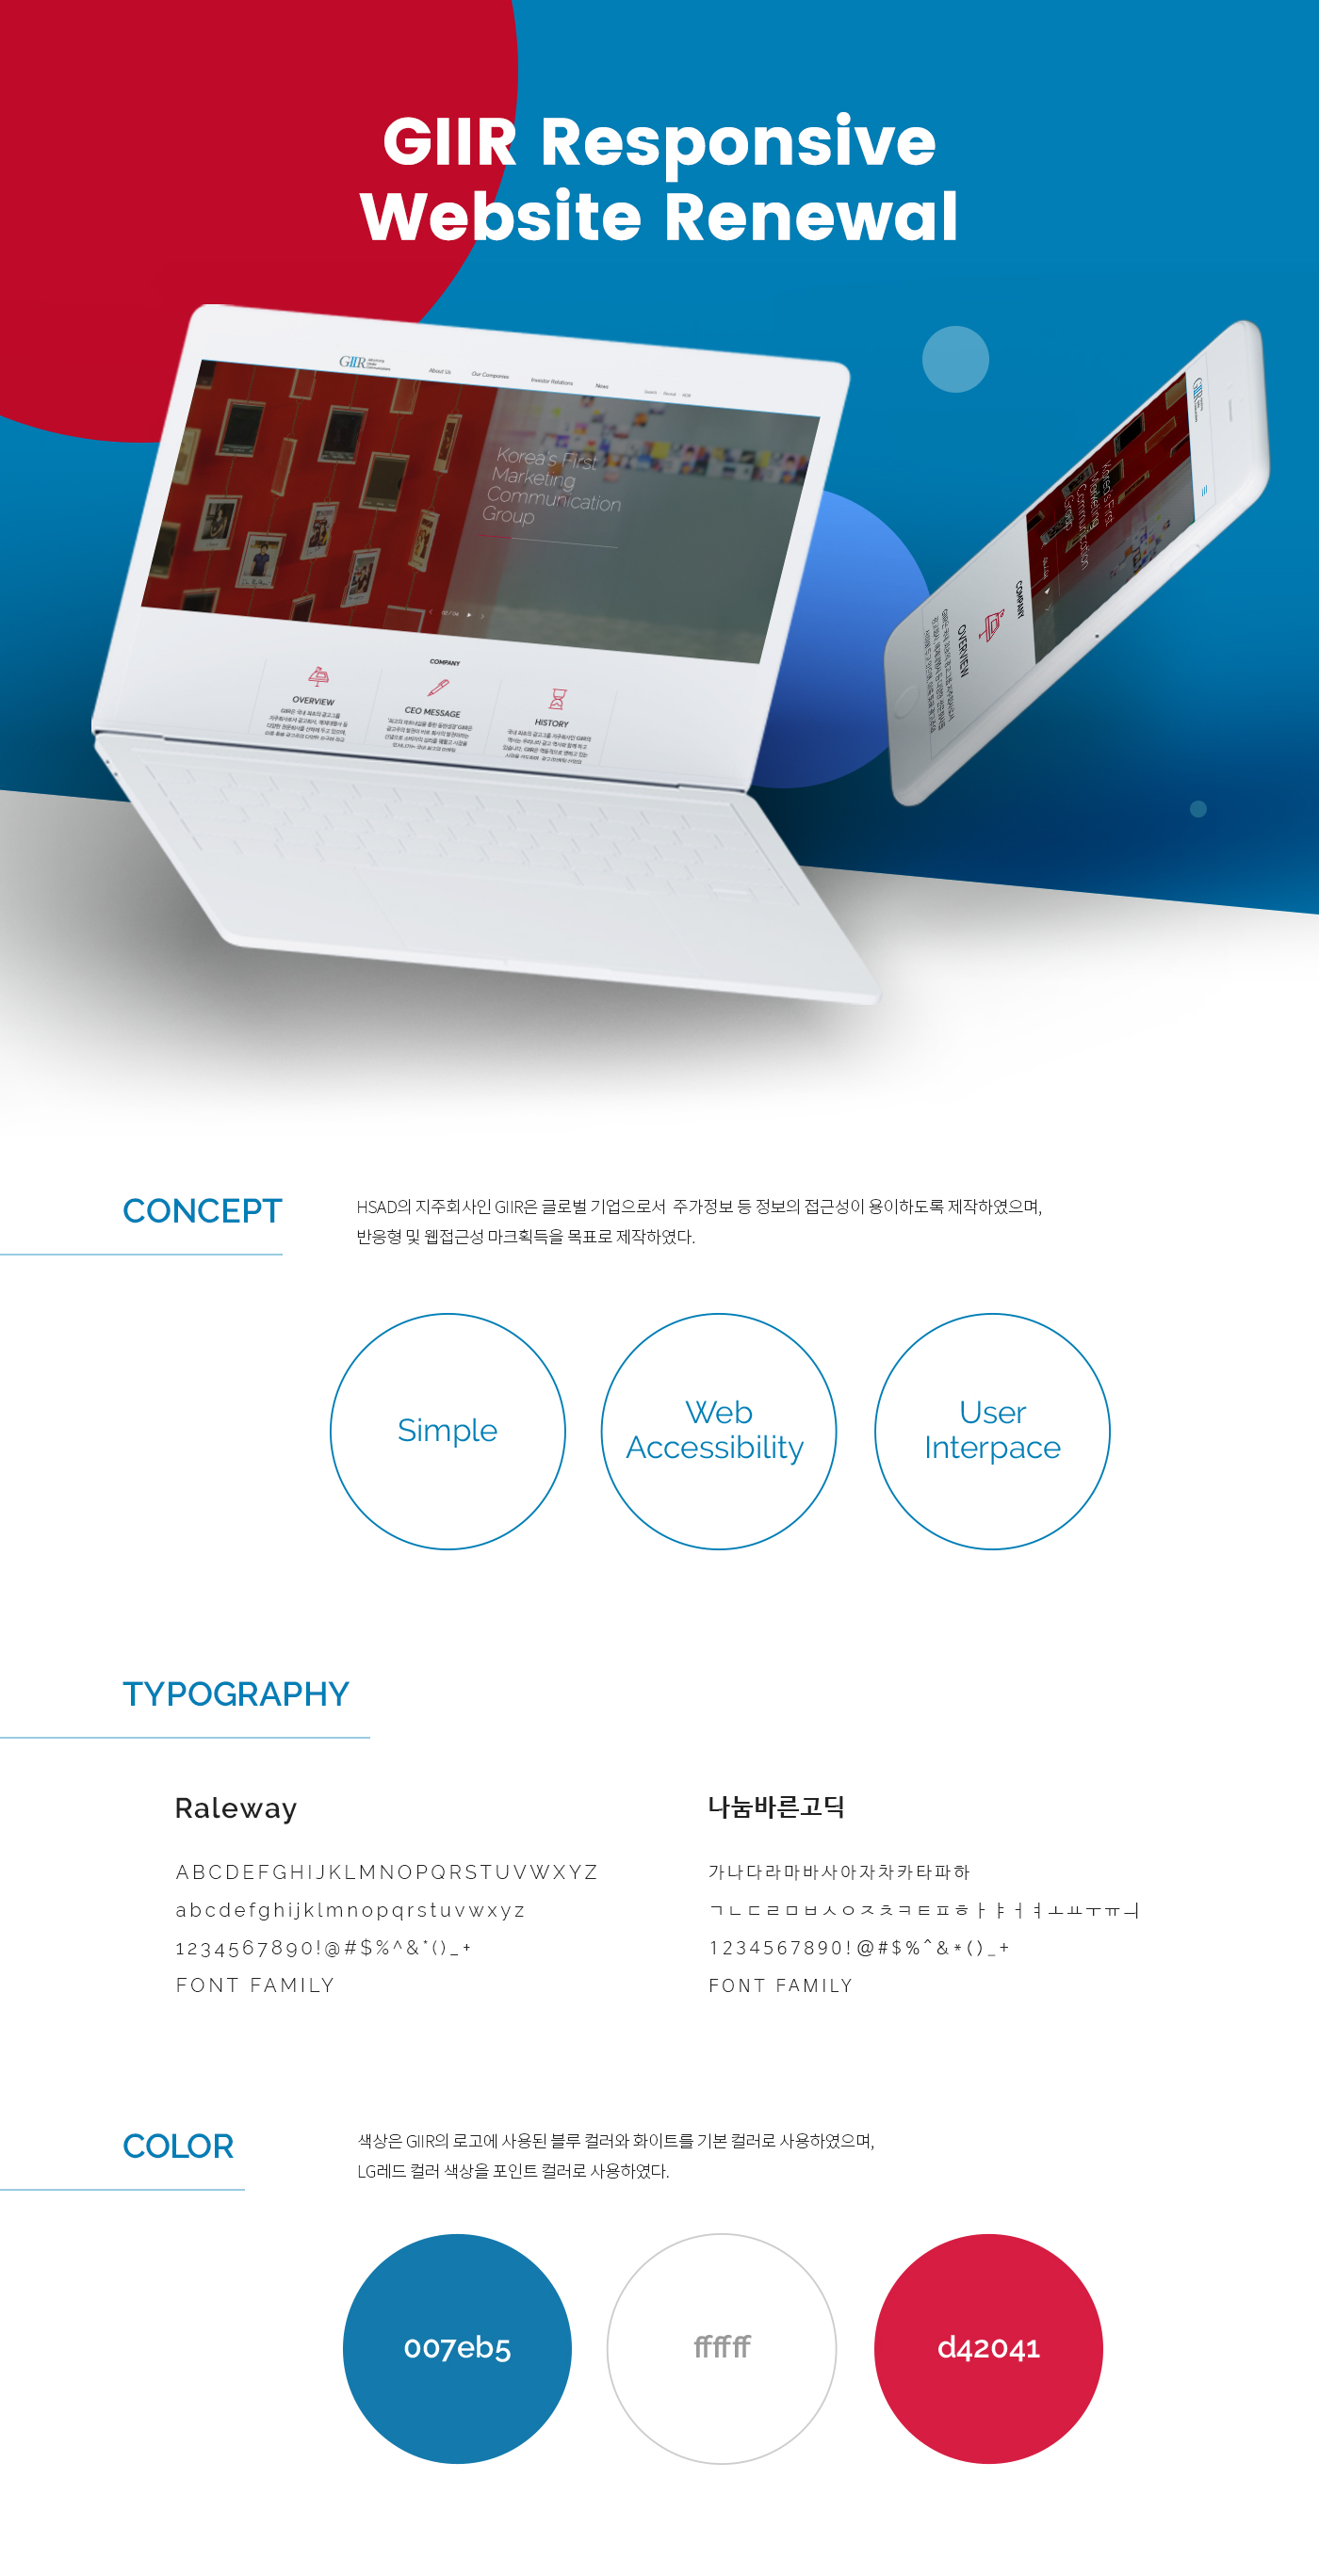 GIIR Responsive
Website Renewal
GIIR
About Us
Our Companies
Investor Relations
News
Korea's First
Marketing
Communication
Group
02 / 04
COMPANY
OVERVIEW
CEO MESSAGE
HISTORY
GIIR
Korea's First
Marketing
Communication
Group
COMPANY
OVERVIEW
CONCEPT
HSAD의 지주회사인 GIIR은 글로벌 기업으로서 주가정보 등 정보의 접근성이 용이하도록 제작하였으며,
반응형 및 웹접근성 마크획득을 목표로 제작하였다.
Simple
Web
Accessibility
User
Interpace
TYPOGRAPHY
Raleway
ABCDEFGHIJKLMNOPQRSTUVWXYZ
abcdefghijklmnopqrstuvwxyz
1234567890!@#$%^&*()_+
FONT FAMILY
나눔바른고딕
가나다라마바사아자차카타파하
ㄱㄴㄷㄹㅁㅂㅅㅇㅈㅊㅋㅌㅍㅎㅏㅑㅓㅕㅗㅛㅜㅠㅢ
1234567890!@#$%^&*()_+
FONT FAMILY
COLOR
색상은 GIIR의 로고에 사용된 블루 컬러와 화이트를 기본 컬러로 사용하였으며,
LG레드 컬러 색상을 포인트 컬러로 사용하였다.
007eb5
ffffff
d42041